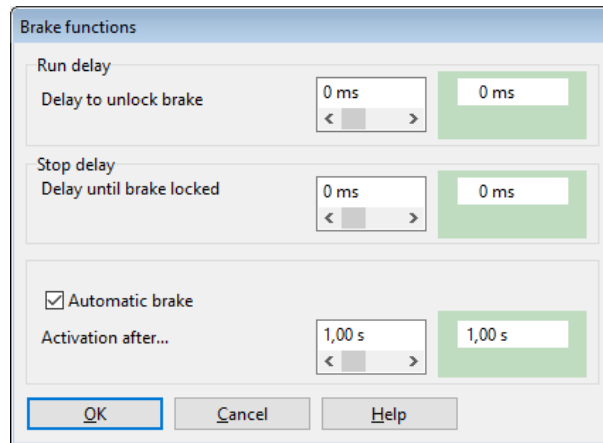 Brake functions
Run delay
Delay to unlock brake
0 ms
0 ms
Stop delay
Delay until brake locked
0 ms
0 ms
Automatic brake
Activation after...
1,00 s
1,00 s
OK
Cancel
Help